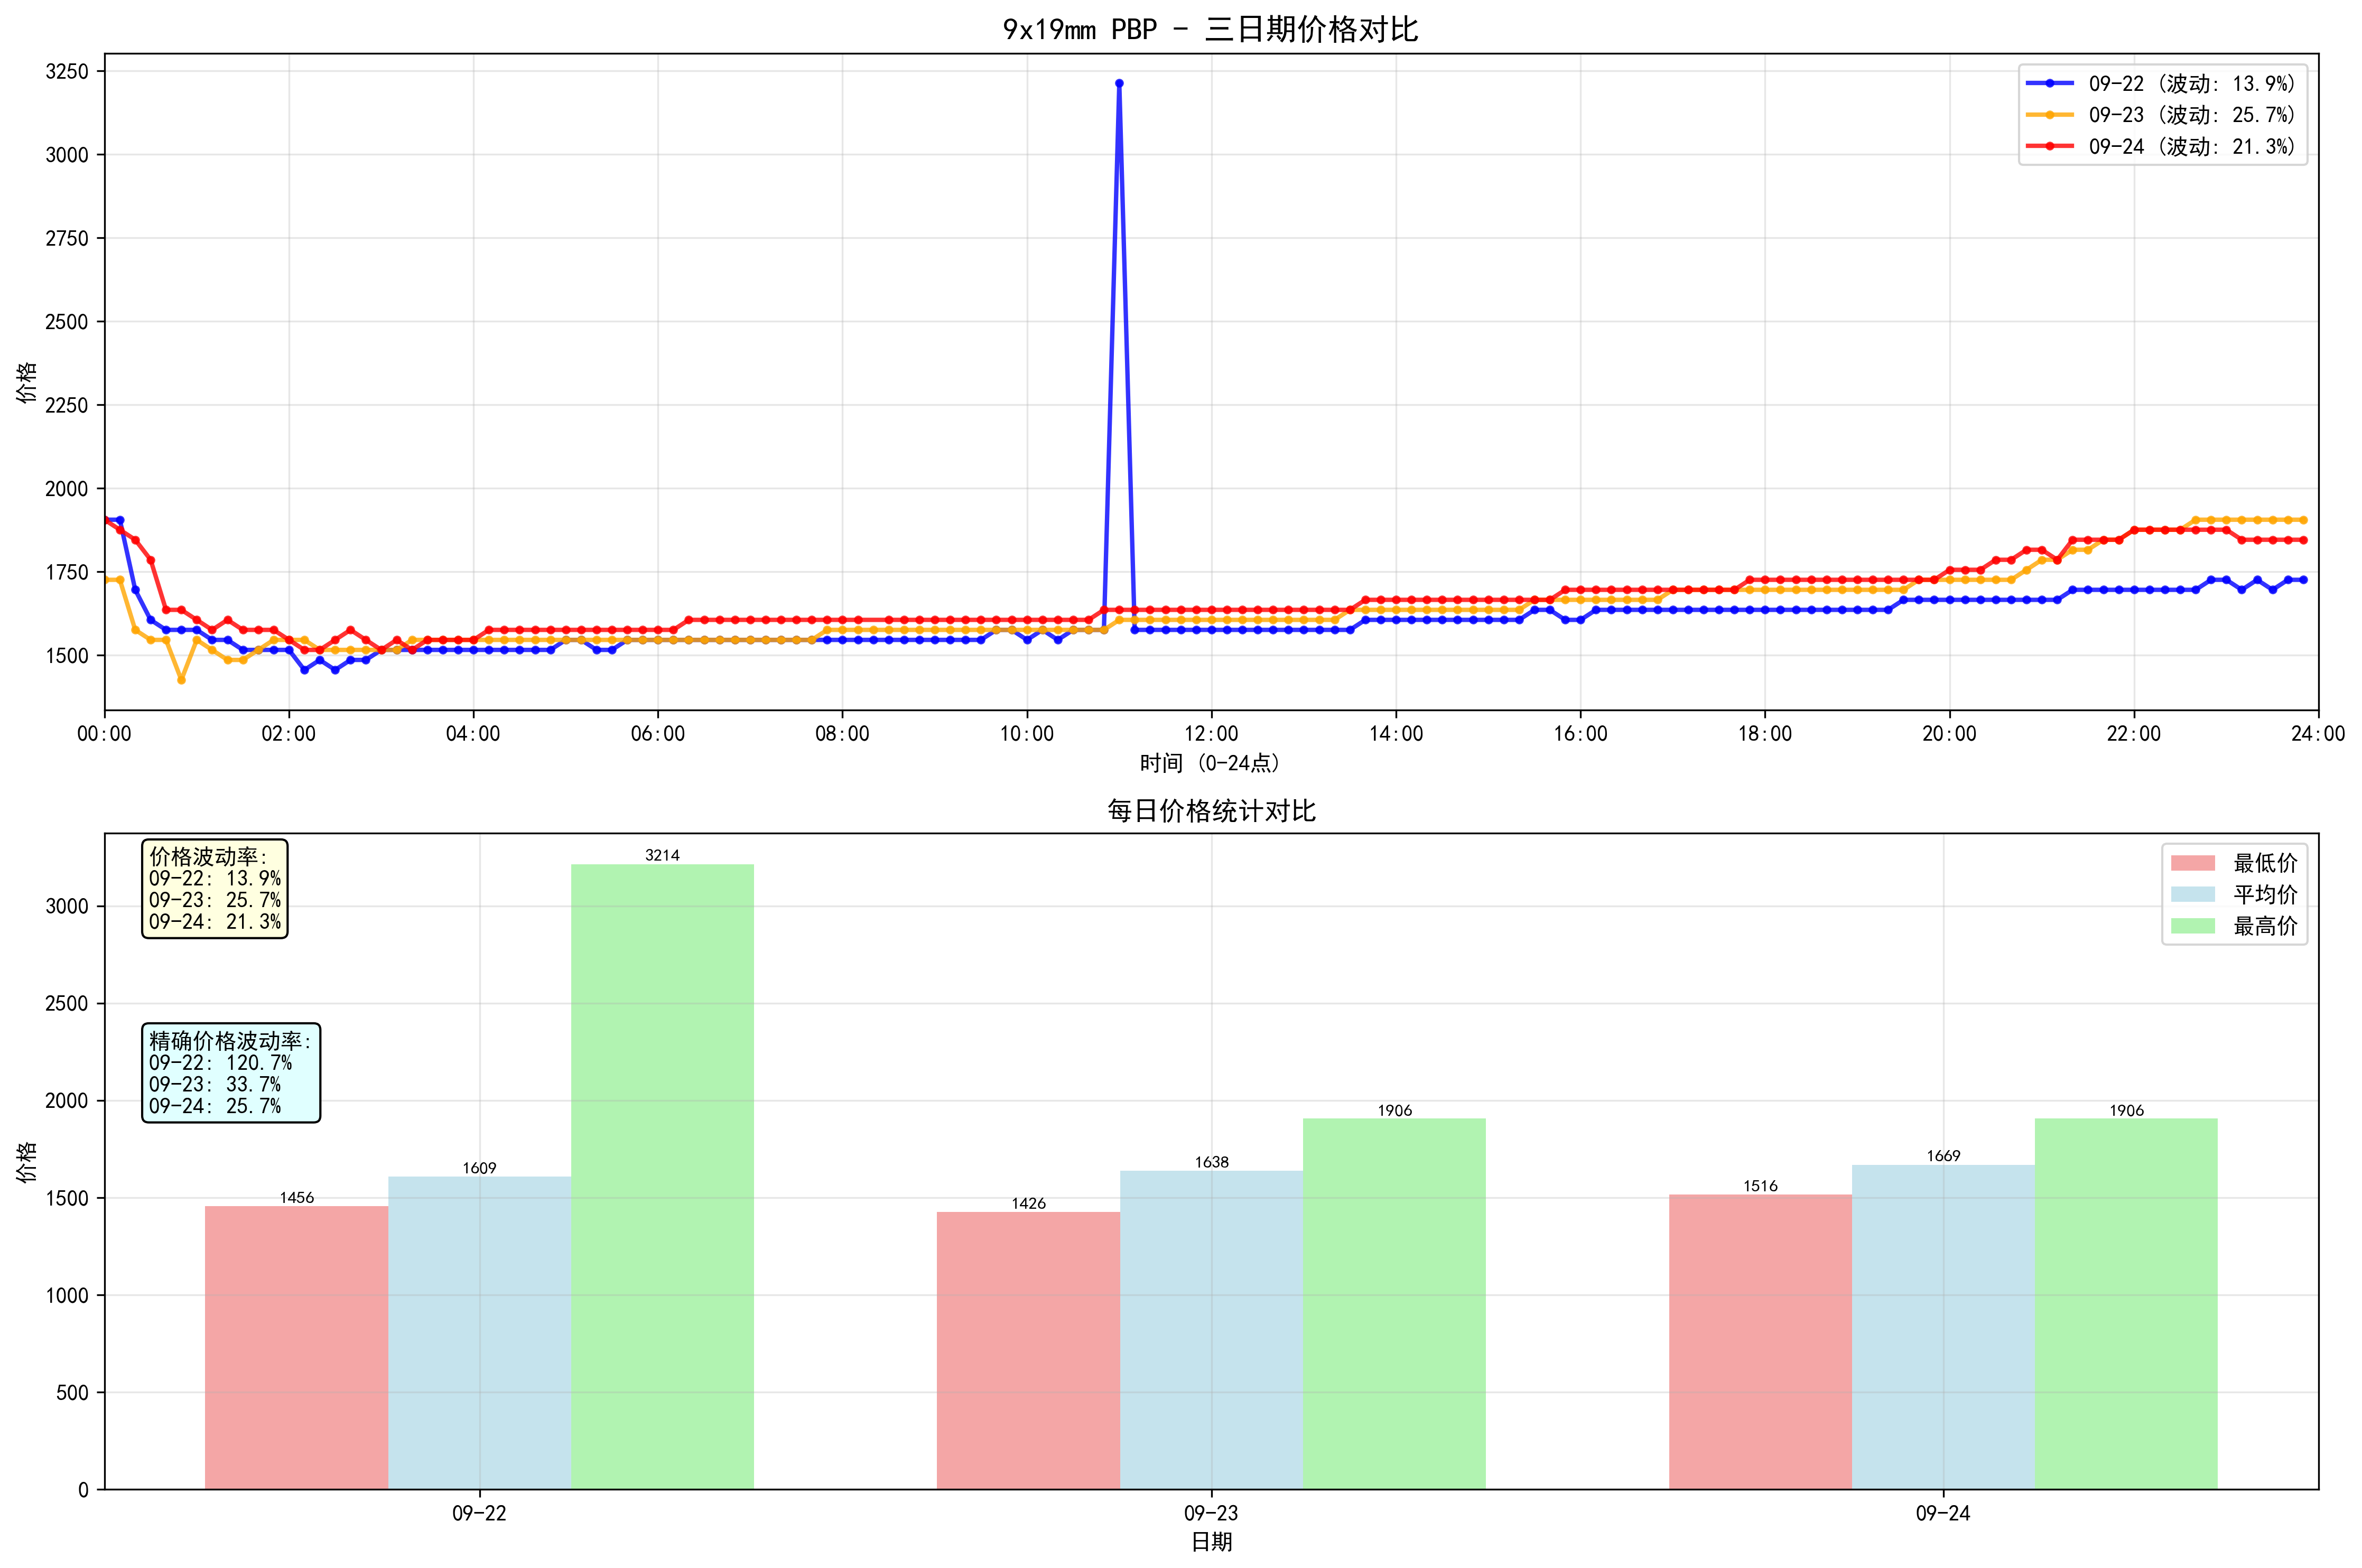 9x19mm PBP - 三日期价格对比
价格
3250
3000
2750
2500
2250
2000
1750
1500
09-22 (波动: 13.9%)
09-23 (波动: 25.7%)
09-24 (波动: 21.3%)
00:00 02:00 04:00 06:00 08:00 10:00 12:00 14:00 16:00 18:00 20:00 22:00 24:00
时间 (0-24点)
每日价格统计对比
价格
3000
2500
2000
1500
1000
500
0
价格波动率:
09-22: 13.9%
09-23: 25.7%
09-24: 21.3%
精确价格波动率:
09-22: 120.7%
09-23: 33.7%
09-24: 25.7%
最低价
平均价
最高价
1456 1609 3214
1426 1638 1906
1516 1669 1906
09-22 09-23 09-24
日期